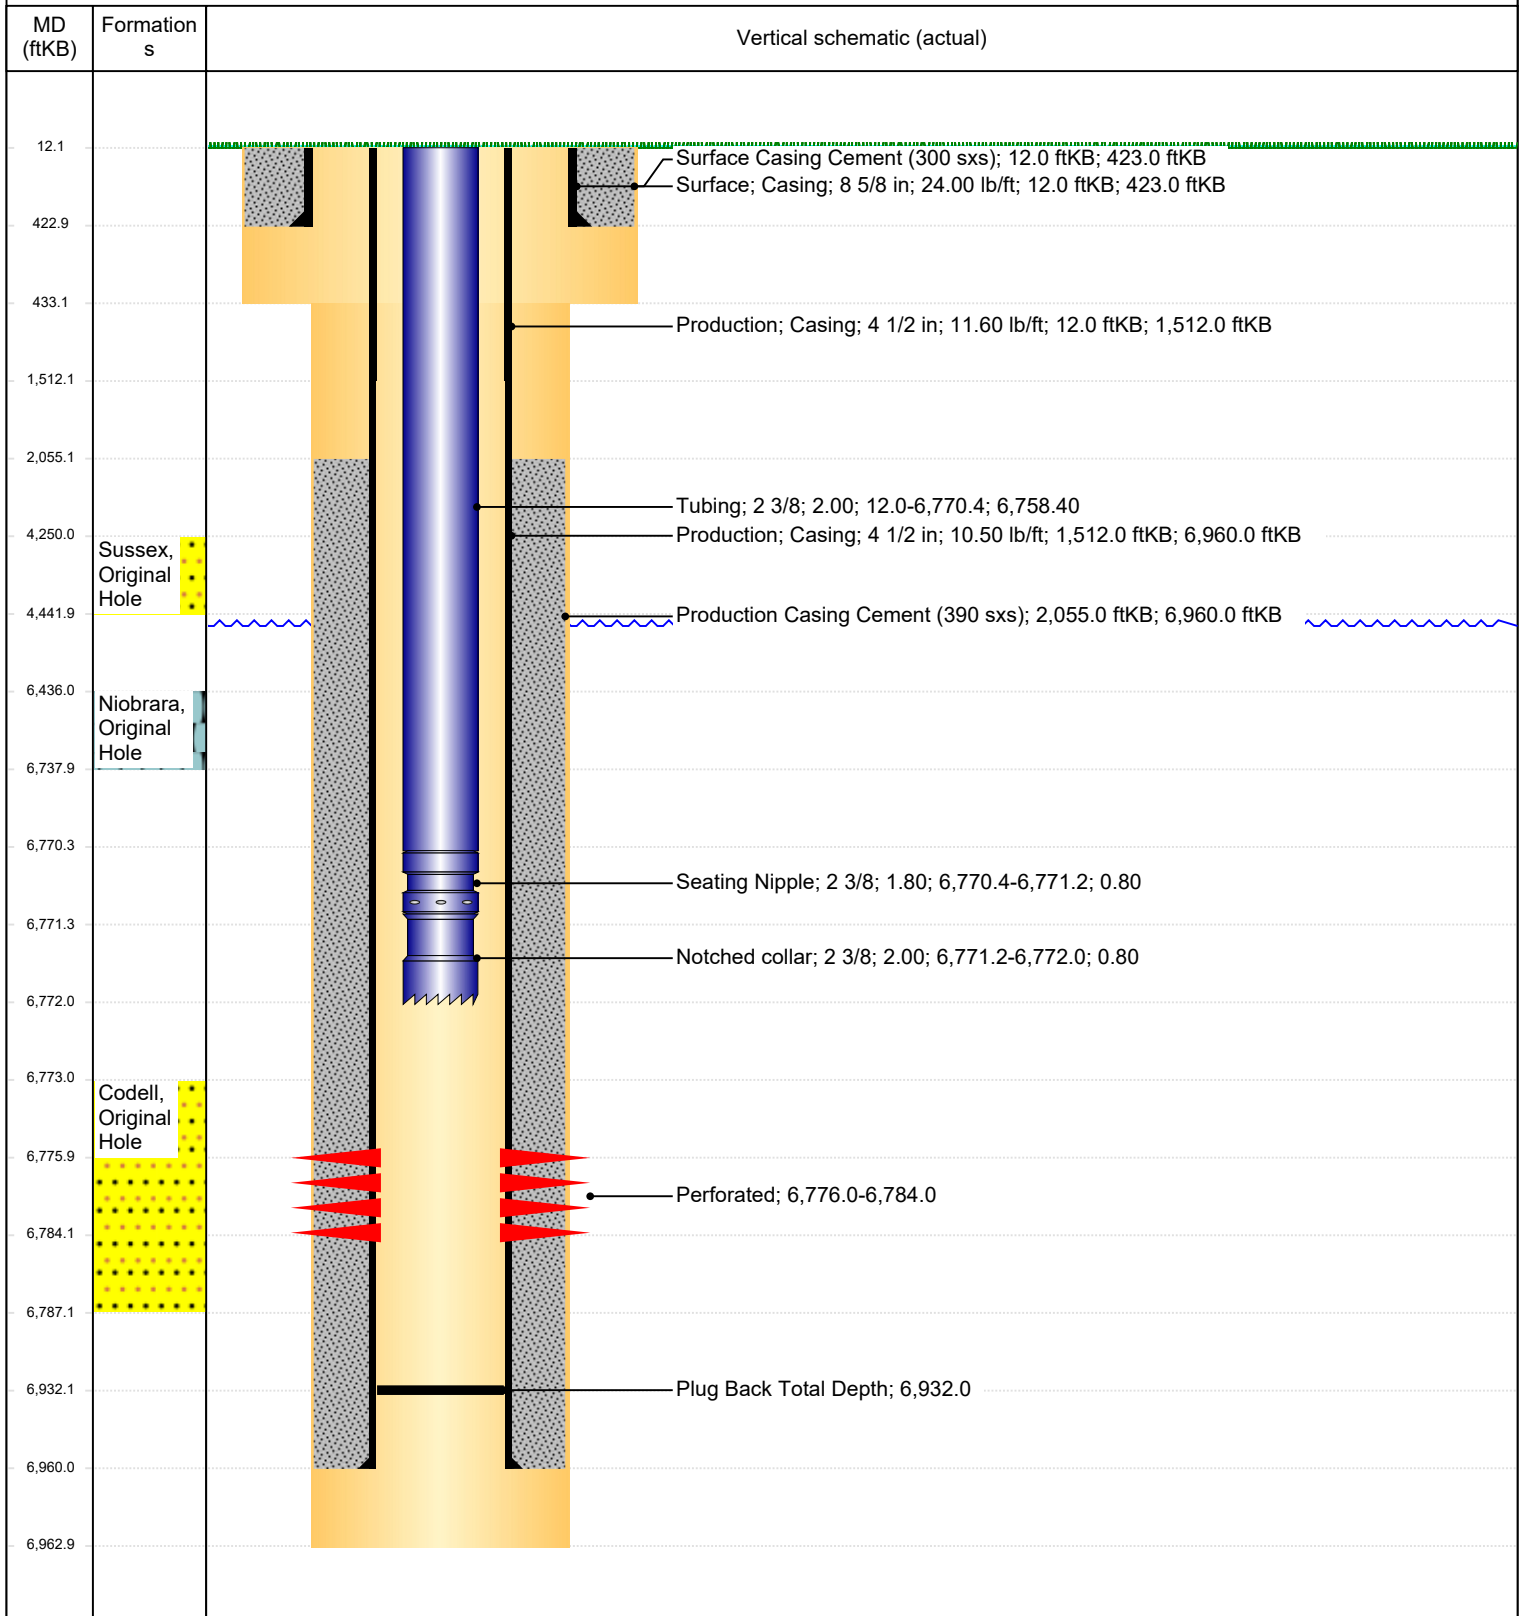 MD
(ftKB)
Formation
s
Vertical schematic (actual)
12.1
Surface Casing Cement (300 sxs); 12.0 ftKB; 423.0 ftKB
Surface; Casing; 8 5/8 in; 24.00 lb/ft; 12.0 ftKB; 423.0 ftKB
422.9
433.1
Production; Casing; 4 1/2 in; 11.60 lb/ft; 12.0 ftKB; 1,512.0 ftKB
1,512.1
2,055.1
Tubing; 2 3/8; 2.00; 12.0-6,770.4; 6,758.40
4,250.0
Production; Casing; 4 1/2 in; 10.50 lb/ft; 1,512.0 ftKB; 6,960.0 ftKB
Sussex,
Original
Hole
4,441.9
Production Casing Cement (390 sxs); 2,055.0 ftKB; 6,960.0 ftKB
6,436.0
Niobrara,
Original
Hole
6,737.9
6,770.3
Seating Nipple; 2 3/8; 1.80; 6,770.4-6,771.2; 0.80
6,771.3
Notched collar; 2 3/8; 2.00; 6,771.2-6,772.0; 0.80
6,772.0
6,773.0
Codell,
Original
Hole
6,775.9
Perforated; 6,776.0-6,784.0
6,784.1
6,787.1
6,932.1
Plug Back Total Depth; 6,932.0
6,960.0
6,962.9